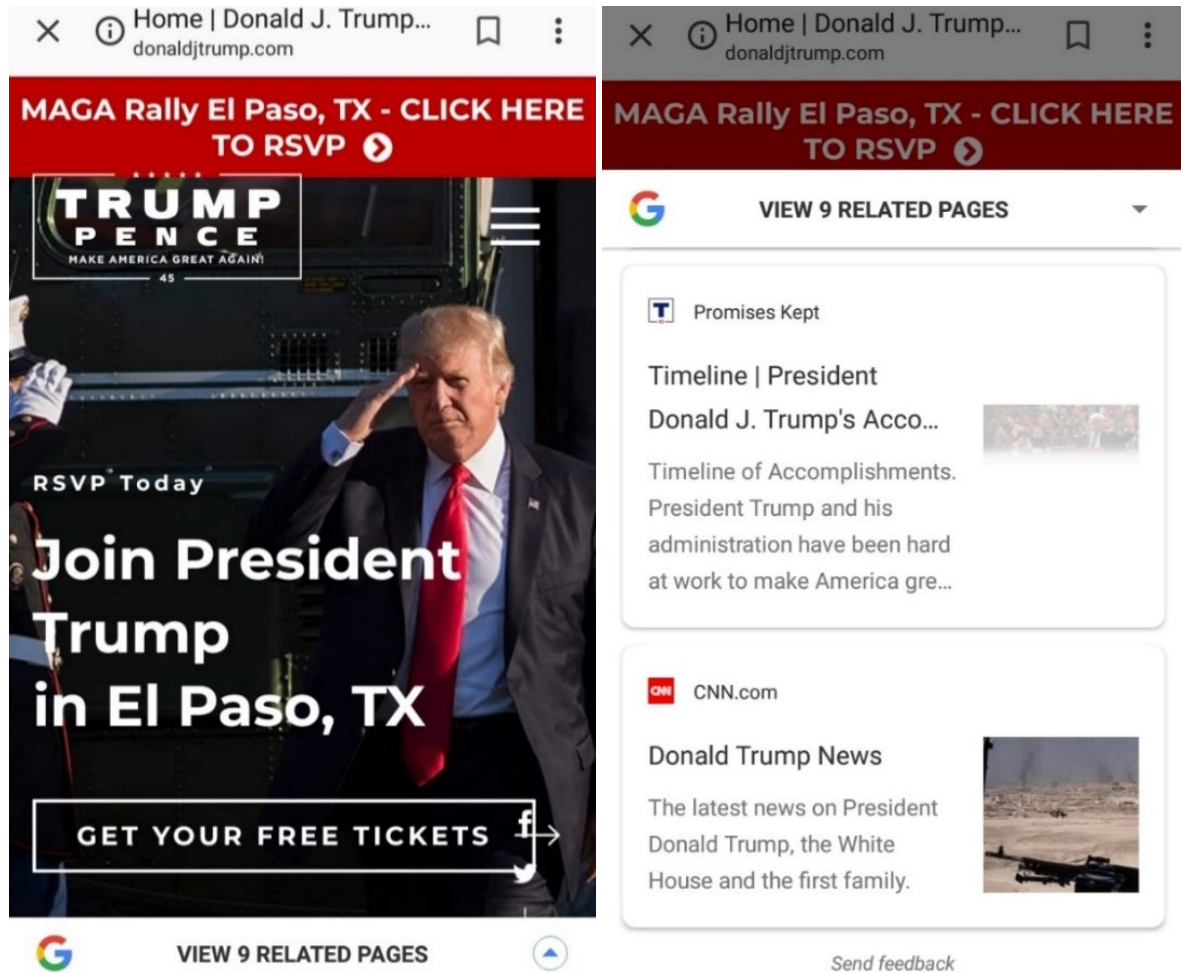 Home | Donald J. Trump...
donaldjtrump.com
MAGA Rally El Paso, TX - CLICK HERE
TO RSVP
TRUMP
PENCE
MAKE AMERICA GREAT AGAIN!
45
RSVP Today
Join President
Trump
in El Paso, TX
GET YOUR FREE TICKETS
VIEW 9 RELATED PAGES
Home | Donald J. Trump...
donaldjtrump.com
MAGA Rally El Paso, TX - CLICK HERE
TO RSVP
VIEW 9 RELATED PAGES
Promises Kept
Timeline | President
Donald J. Trump's Acco...
Timeline of Accomplishments.
President Trump and his
administration have been hard
at work to make America gre...
CNN
CNN.com
Donald Trump News
The latest news on President
Donald Trump, the White
House and the first family.
Send feedback